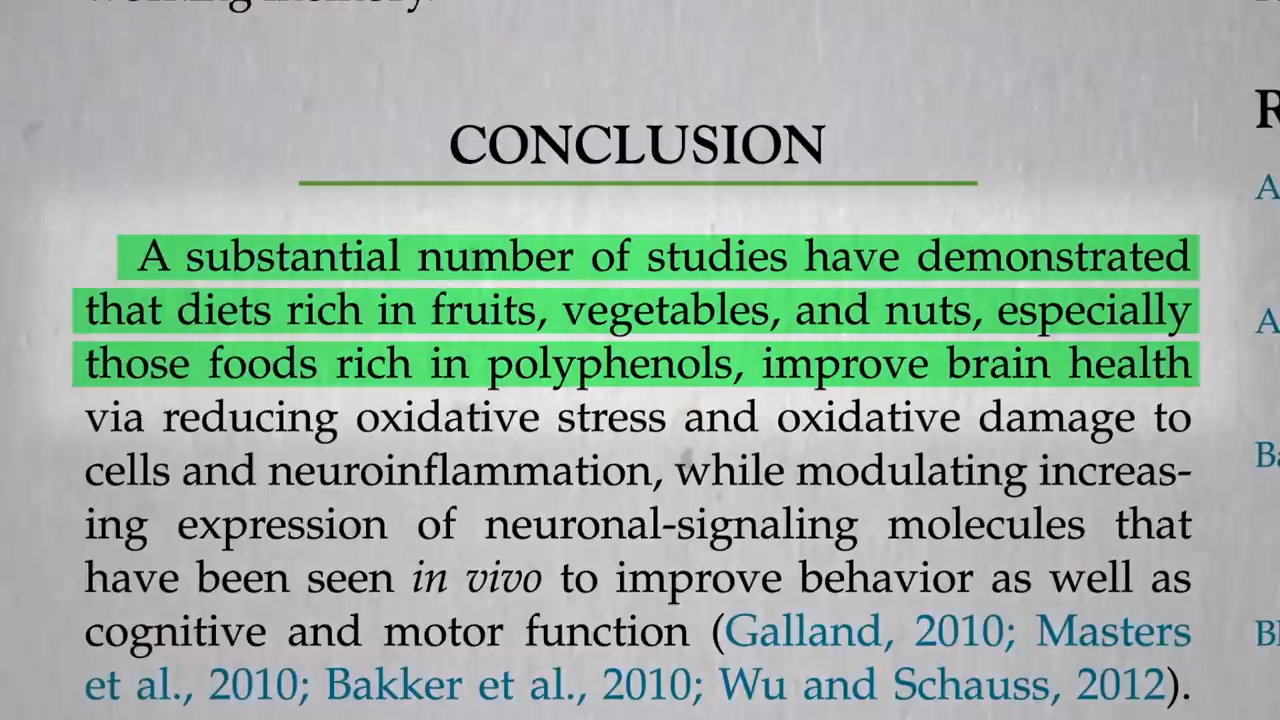 CONCLUSION
A substantial number of studies have demonstrated
that diets rich in fruits, vegetables, and nuts, especially
those foods rich in polyphenols, improve brain health
via reducing oxidative stress and oxidative damage to
cells and neuroinflammation, while modulating increas-
ing expression of neuronal-signaling molecules that
have been seen in vivo to improve behavior as well as
cognitive and motor function (Galland, 2010; Masters
et al., 2010; Bakker et al., 2010; Wu and Schauss, 2012).